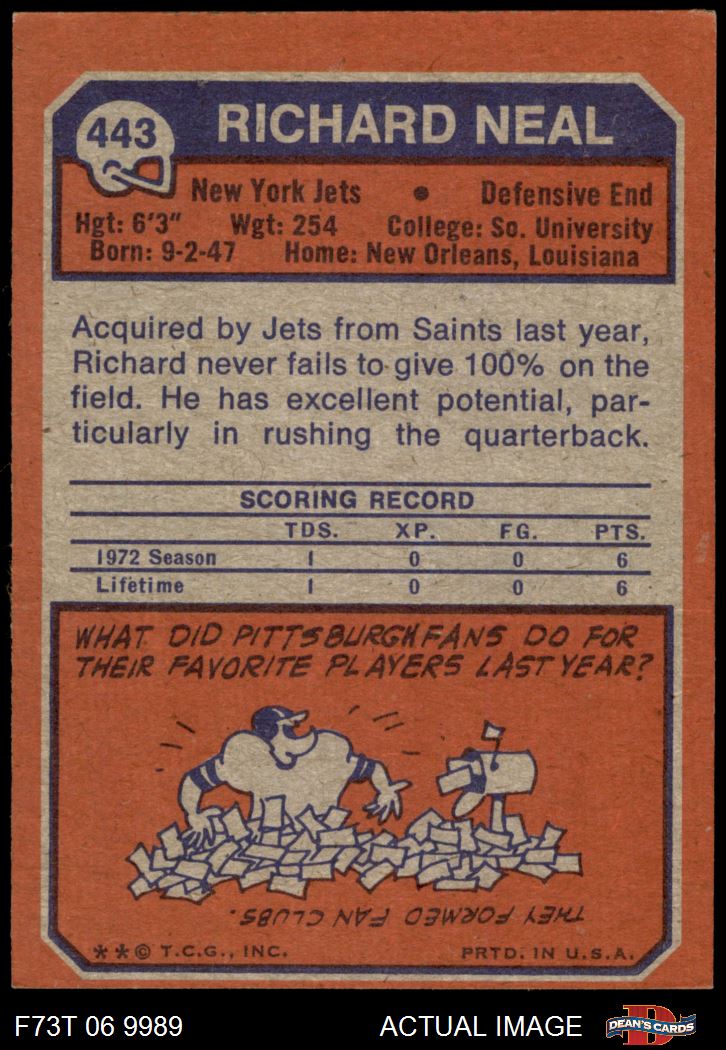 443
RICHARD NEAL
New York Jets • Defensive End
Hgt: 6'3" Wgt: 254 College: So. University
Born: 9-2-47 Home: New Orleans, Louisiana
Acquired by Jets from Saints last year,
Richard never fails to give 100% on the
field. He has excellent potential, par-
ticularly in rushing the quarterback.
SCORING RECORD
TDS. XP. FG. PTS.
1972 Season 1 0 0 6
Lifetime 1 0 0 6
WHAT DID PITTSBURGH FANS DO FOR
THEIR FAVORITE PLAYERS LAST YEAR?
THEY FORMED FAN CLUBS.
**© T.C.G., INC. PRTD. IN U.S.A.
F73T 06 9989 ACTUAL IMAGE D DEAN'S CARDS